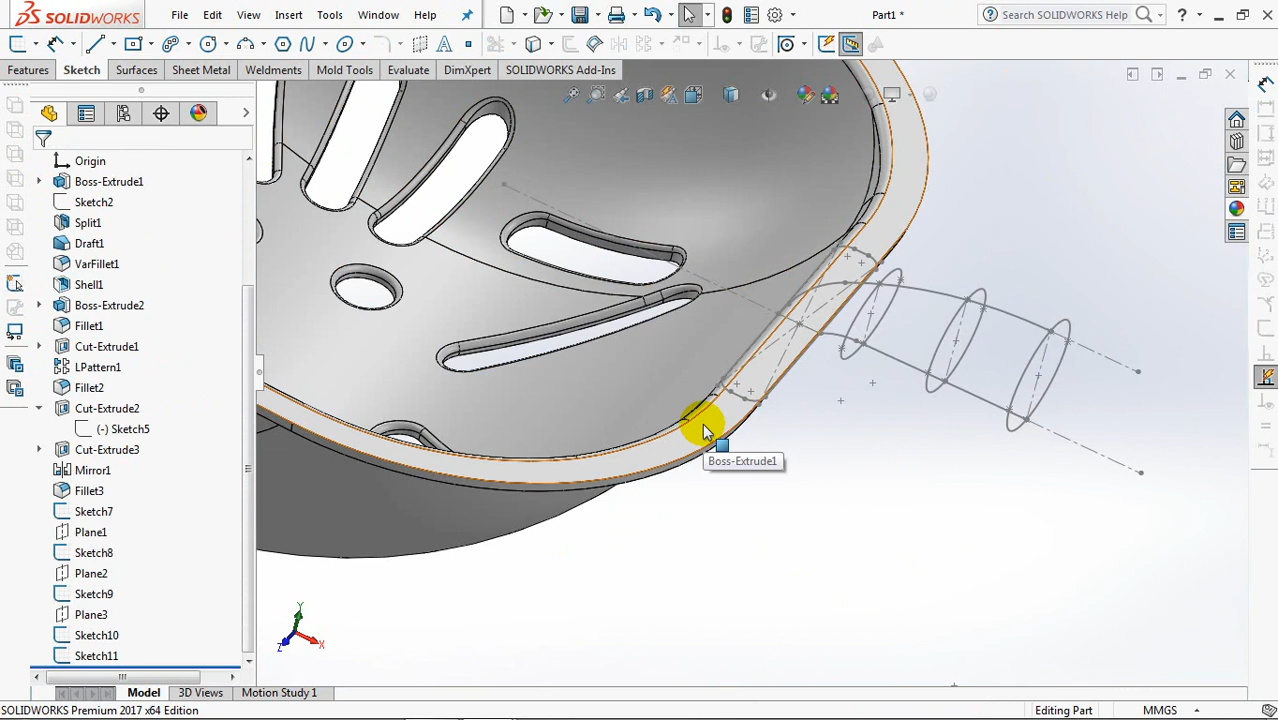 SOLIDWORKS
File
Edit
View
Insert
Tools
Window
Help
Part1 *
Search SOLIDWORKS Help
?
Features
Sketch
Surfaces
Sheet Metal
Weldments
Mold Tools
Evaluate
DimXpert
SOLIDWORKS Add-Ins
Origin
Boss-Extrude1
Sketch2
Split1
Draft1
VarFillet1
Shell1
Boss-Extrude2
Fillet1
Cut-Extrude1
LPattern1
Fillet2
Cut-Extrude2
(-) Sketch5
Cut-Extrude3
Mirror1
Fillet3
Sketch7
Plane1
Sketch8
Plane2
Sketch9
Plane3
Sketch10
Sketch11
Boss-Extrude1
Y
X
Z
Model
3D Views
Motion Study 1
SOLIDWORKS Premium 2017 x64 Edition
Editing Part
MMGS